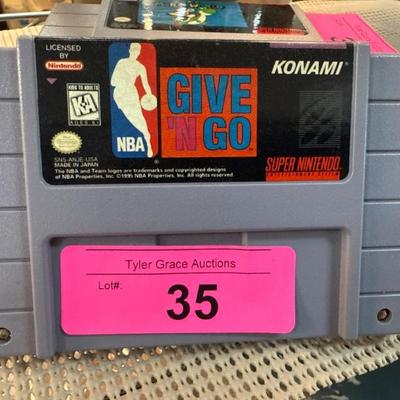 LICENSED
BY
Nintendo
KIDS TO ADULTS
K-A
AGES 6+
SNS-ANJE-USA
MADE IN JAPAN
The NBA and Team logos are trademarks and copyrighted designs
of NBA Properties, Inc. ©1995 NBA Properties, Inc. All rights reserved.
NBA
GIVE
'N GO
KONAMI
SUPER NINTENDO
ENTERTAINMENT SYSTEM
Tyler Grace Auctions
Lot#:
35